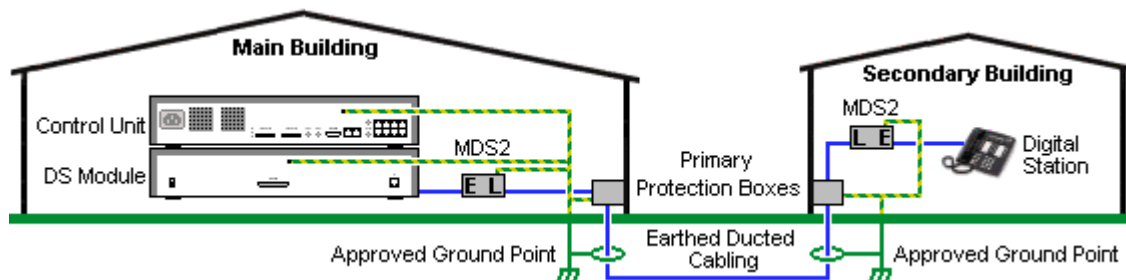 Main Building
Secondary Building
MDS2
Control Unit
MDS2
L E
Digital
Station
DS Module
E L
Primary
Protection Boxes
Approved Ground Point
Earthed Ducted
Cabling
Approved Ground Point